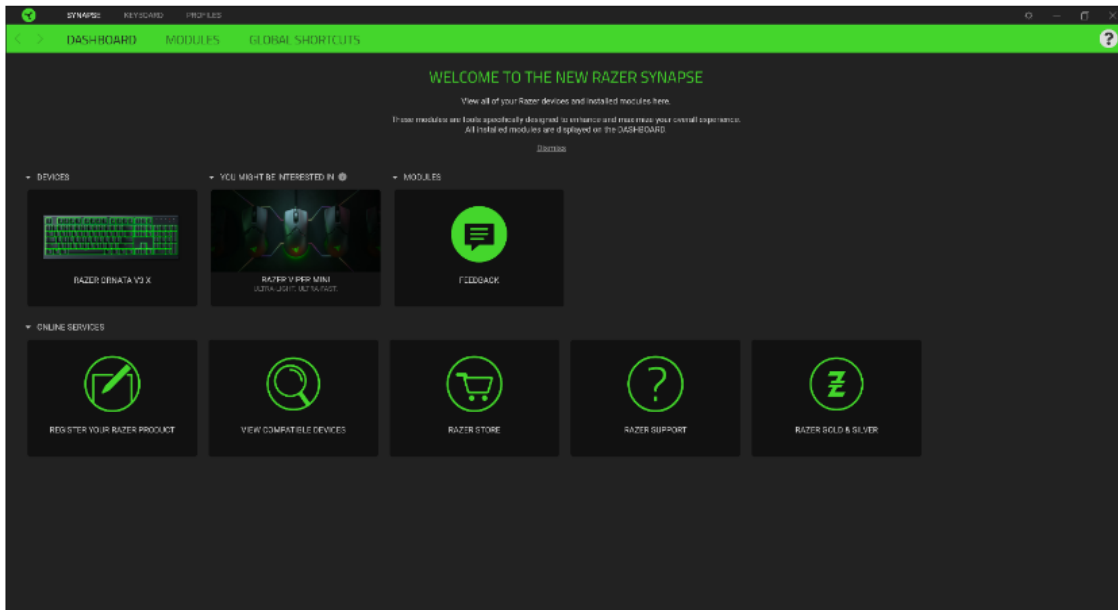 SYNAPSE KEYBOARD PROFILES
DASHBOARD MODULES GLOBAL SHORTCUTS ?
WELCOME TO THE NEW RAZER SYNAPSE
View all of your Razer devices and installed modules here.
These modules are tools specifically designed to enhance and maximize your overall experience.
All installed modules are displayed on the DASHBOARD
Dismiss
DEVICES
YOU MIGHT BE INTERESTED IN
MODULES
RAZER ORNATA V3 X
RAZER VIPER MINI
ULTRA-LIGHT. ULTRA-FAST.
FEEDBACK
ONLINE SERVICES
REGISTER YOUR RAZER PRODUCT
VIEW COMPATIBLE DEVICES
RAZER STORE
?
RAZER SUPPORT
RAZER GOLD & SILVER